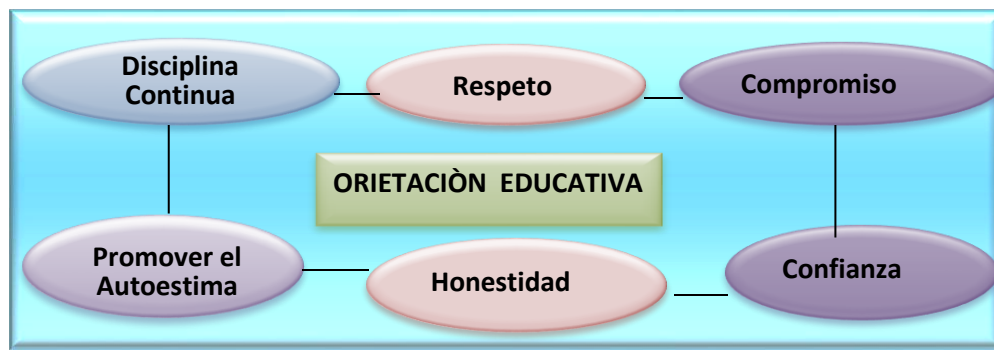 Disciplina
Continua
Respeto
Compromiso
ORIETACIÒN EDUCATIVA
Promover el
Autoestima
Honestidad
Confianza